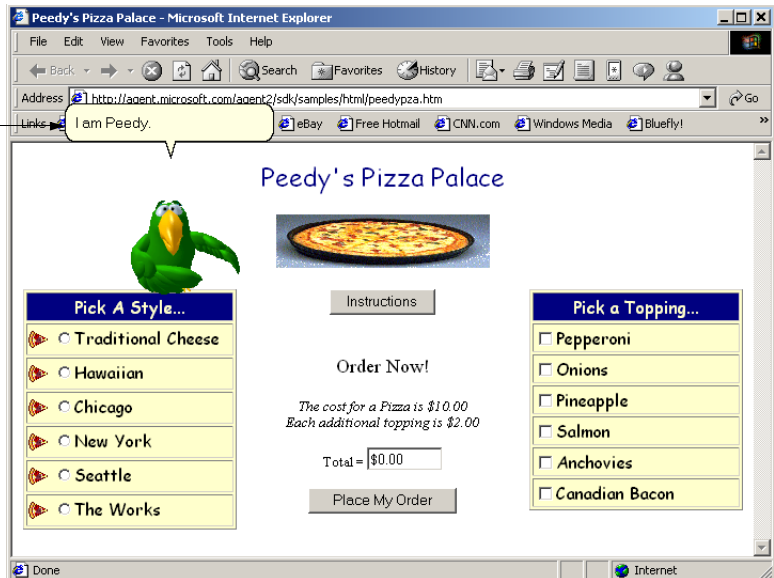 Peedy's Pizza Palace - Microsoft Internet Explorer
File Edit View Favorites Tools Help
Back Search Favorites History
Address http://agent.microsoft.com/agent2/sdk/samples/html/peedypza.htm Go
Links eBay Free Hotmail CNN.com Windows Media Bluefly! »
I am Peedy.
Peedy's Pizza Palace
Instructions
Pick A Style...
Traditional Cheese
Hawaiian
Chicago
New York
Seattle
The Works
Order Now!
The cost for a Pizza is $10.00
Each additional topping is $2.00
Total = $0.00
Place My Order
Pick a Topping...
Pepperoni
Onions
Pineapple
Salmon
Anchovies
Canadian Bacon
Done Internet